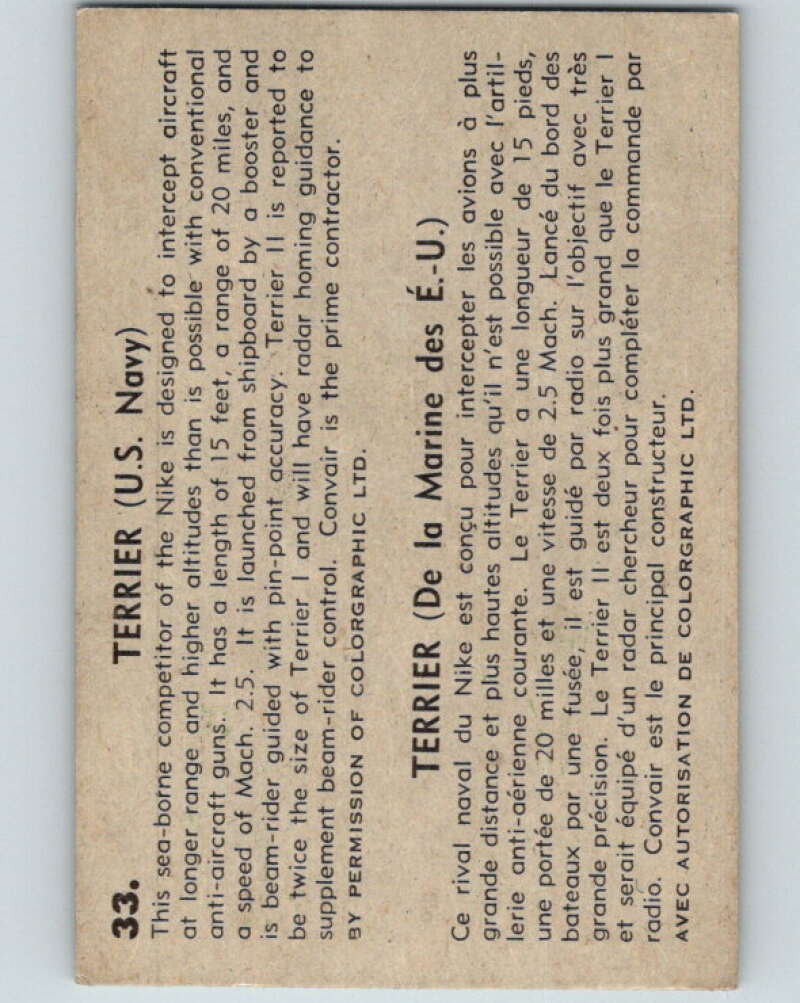 33.
TERRIER (U.S. Navy)
This sea-borne competitor of the Nike is designed to intercept aircraft
at longer range and higher altitudes than is possible with conventional
anti-aircraft guns. It has a length of 15 feet, a range of 20 miles, and
a speed of Mach. 2.5. It is launched from shipboard by a booster and
is beam-rider guided with pin-point accuracy. Terrier II is reported to
be twice the size of Terrier I and will have radar homing guidance to
supplement beam-rider control. Convair is the prime contractor.
BY PERMISSION OF COLORGRAPHIC LTD.
TERRIER (De la Marine des É.-U.)
Ce rival naval du Nike est conçu pour intercepter les avions à plus
grande distance et plus hautes altitudes qu'il n'est possible avec l'artil-
lerie anti-aérienne courante. Le Terrier a une longueur de 15 pieds,
une portée de 20 milles et une vitesse de 2.5 Mach. Lancé du bord des
bateaux par une fusée, il est guidé par radio sur l'objectif avec très
grande précision. Le Terrier II est deux fois plus grand que le Terrier I
et serait équipé d'un radar chercheur pour compléter la commande par
radio. Convair est le principal constructeur.
AVEC AUTORISATION DE COLORGRAPHIC LTD.